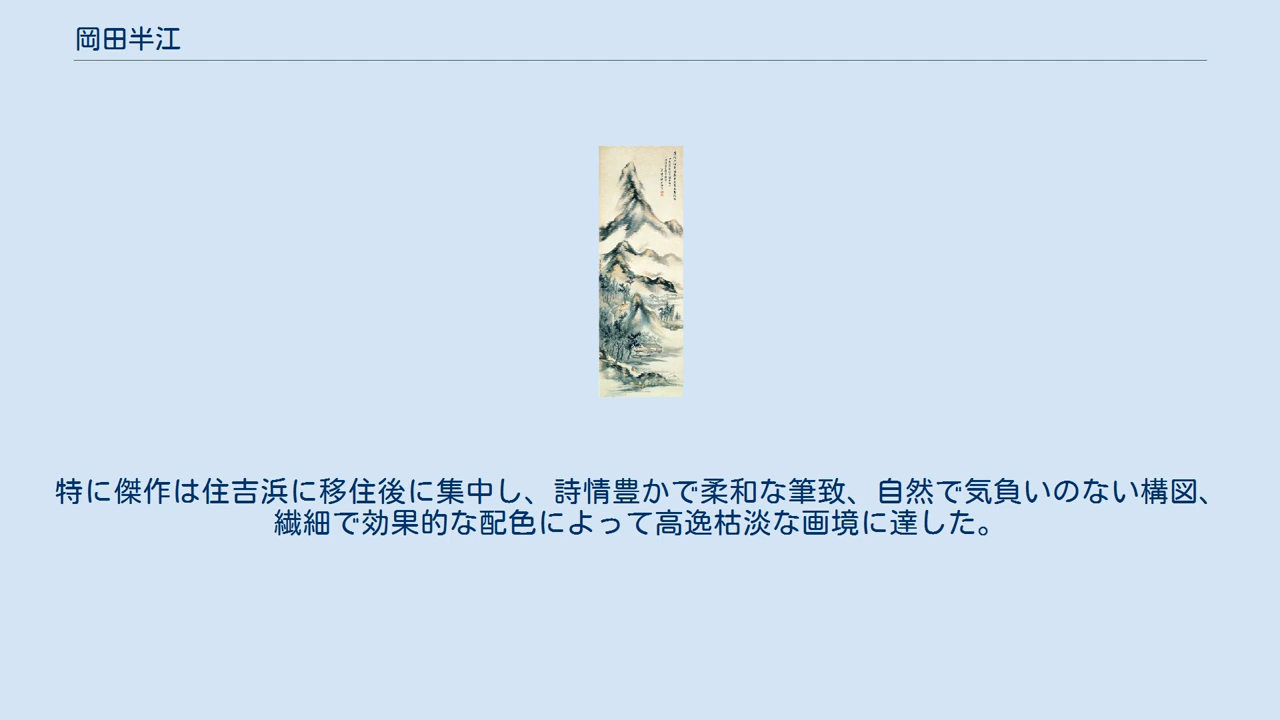 岡田半江
特に傑作は住吉浜に移住後に集中し、詩情豊かで柔和な筆致、自然で気負いのない構図、
繊細で効果的な配色によって高逸枯淡な画境に達した。